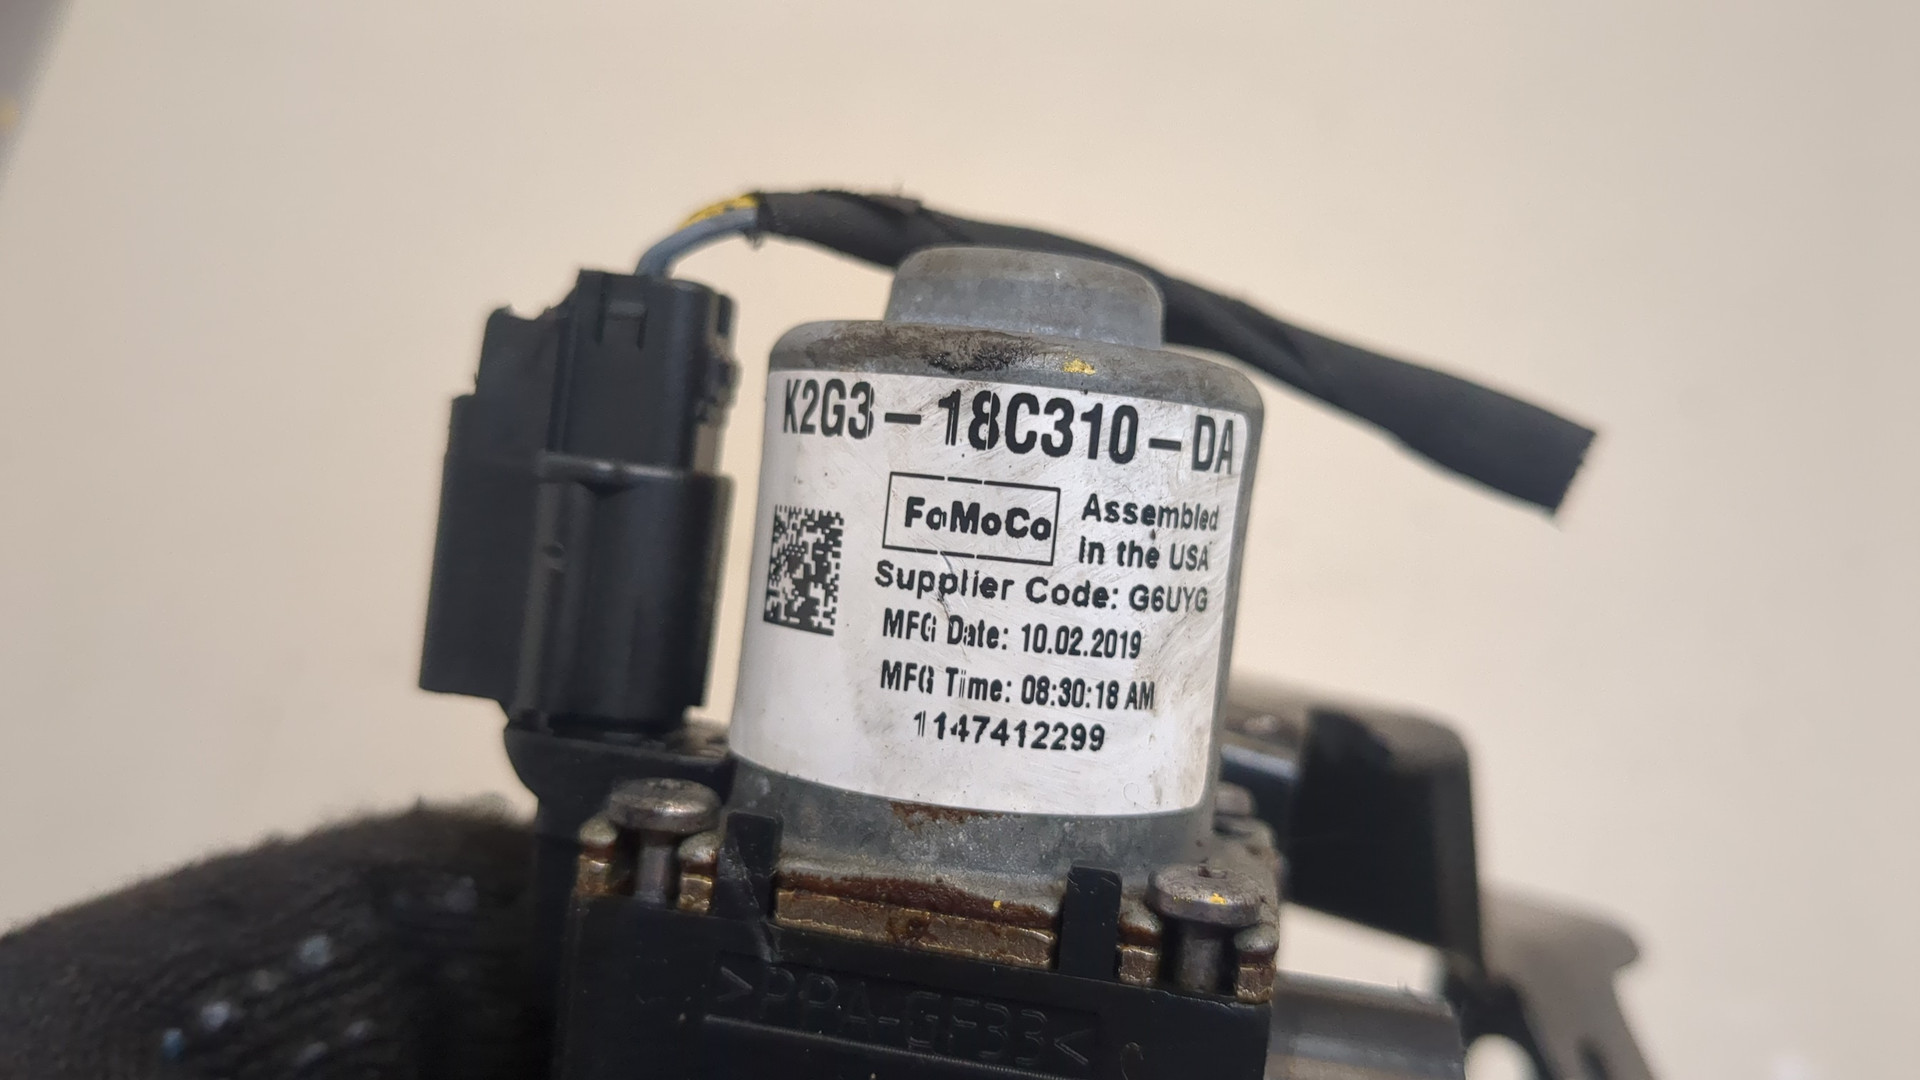 K2G3-18C310-DA
FoMoCo
Assembled
in the USA
Supplier Code: G6UYG
MFG Date: 10.02.2019
MFG Time: 08:30:18 AM
1147412299
>PPA-GF33<